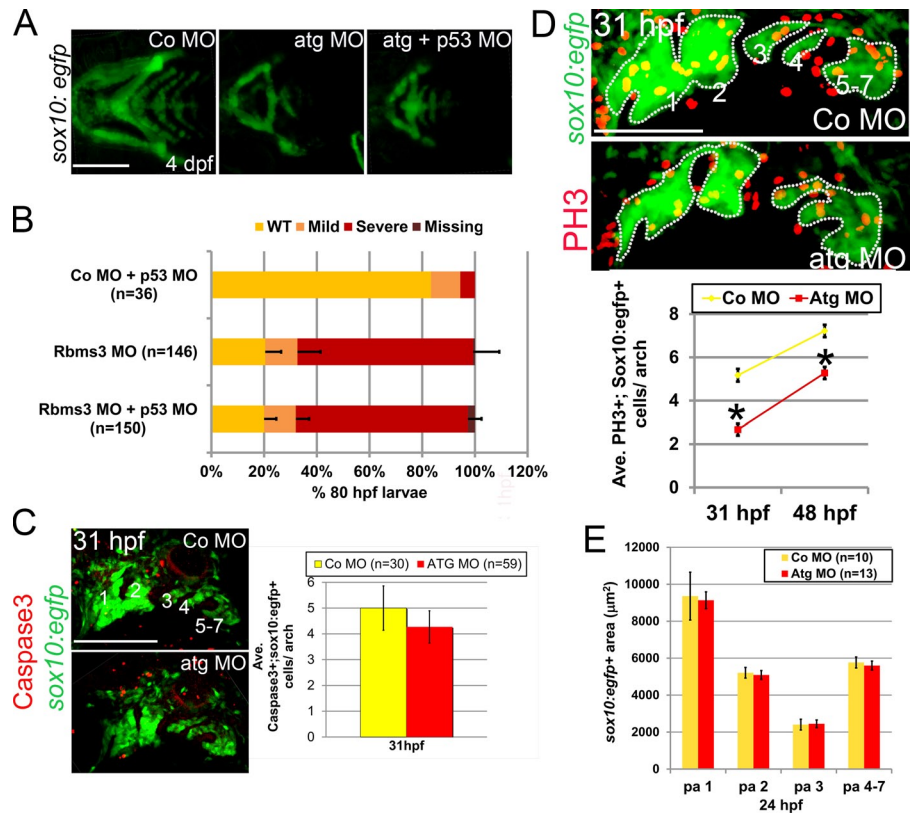 A
Co MO
atg MO
atg + p53 MO
sox10: egfp
4 dpf
B
WT Mild Severe Missing
Co MO + p53 MO
(n=36)
Rbms3 MO (n=146)
Rbms3 MO + p53 MO
(n=150)
0% 20% 40% 60% 80% 100% 120%
% 80 hpf larvae
C
31 hpf
Co MO
1 2 3 4
5-7
atg MO
Caspase3
sox10:egfp
Co MO (n=30) ATG MO (n=59)
Ave.
Caspase3+;sox10:egfp+
cells/ arch
6
5
4
3
2
1
0
31hpf
D
31 hpf
sox10:egfp
1 2 3 4 5-7
Co MO
PH3
atg MO
Co MO Atg MO
Ave. PH3+; Sox10:egfp+
cells/ arch
8
6
4
2
0
*
*
31 hpf 48 hpf
E
Co MO (n=10)
Atg MO (n=13)
sox10:egfp+ area (µm²)
12000
10000
8000
6000
4000
2000
0
pa 1 pa 2 pa 3 pa 4-7
24 hpf